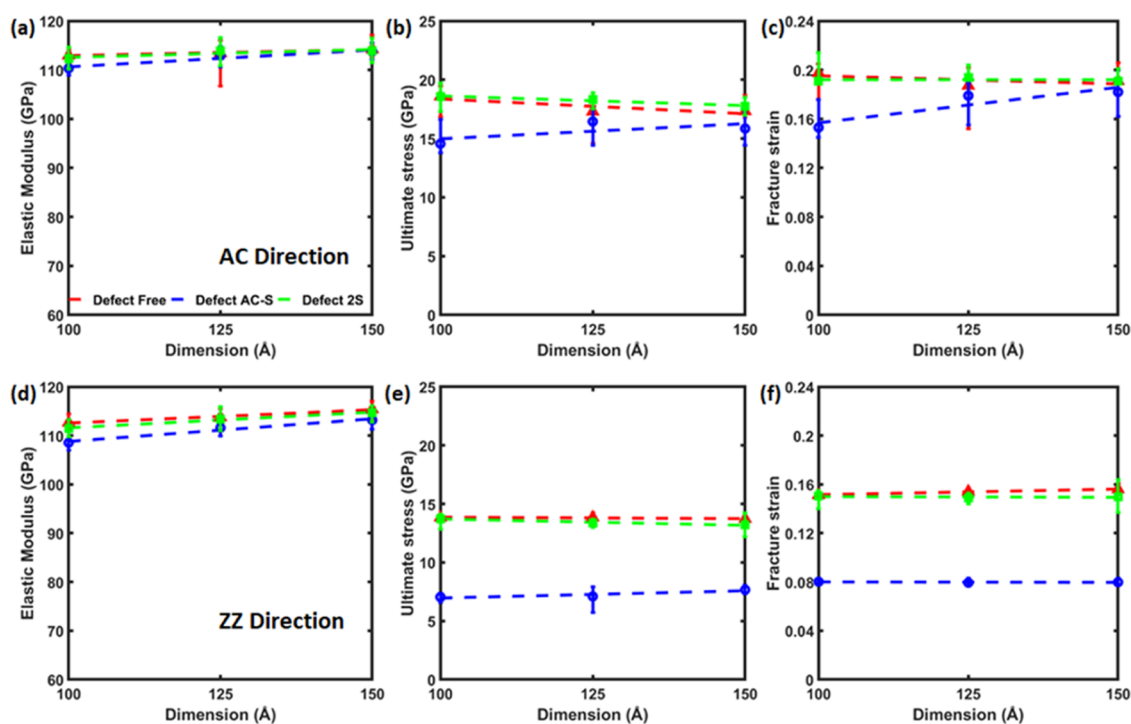 (a)
Elastic Modulus (GPa)
120
110
100
90
80
70
60
AC Direction
Defect Free Defect AC-S Defect 2S
100 125 150
Dimension (Å)
(b)
Ultimate stress (GPa)
25
20
15
10
5
0
100 125 150
Dimension (Å)
(c)
Fracture strain
0.24
0.2
0.16
0.12
0.08
0.04
0
100 125 150
Dimension (Å)
(d)
Elastic Modulus (GPa)
120
110
100
90
80
70
60
ZZ Direction
100 125 150
Dimension (Å)
(e)
Ultimate stress (GPa)
25
20
15
10
5
0
100 125 150
Dimension (Å)
(f)
Fracture strain
0.24
0.2
0.16
0.12
0.08
0.04
0
100 125 150
Dimension (Å)